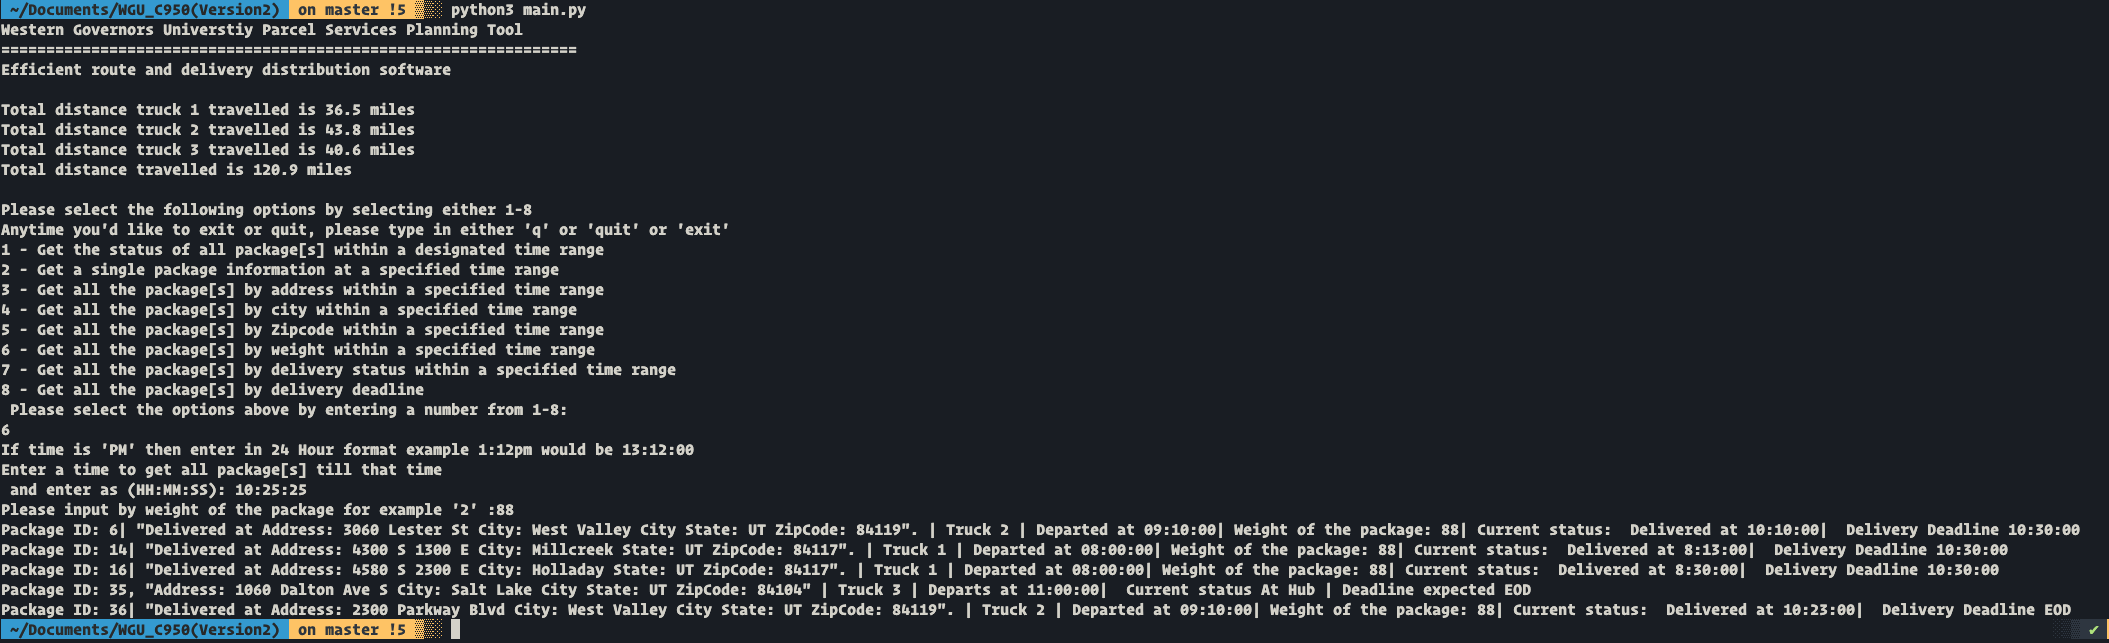 ~/Documents/WGU_C950(Version2) on master !5 python3 main.py
Western Governors Universtiy Parcel Services Planning Tool
================================================================
Efficient route and delivery distribution software
Total distance truck 1 travelled is 36.5 miles
Total distance truck 2 travelled is 43.8 miles
Total distance truck 3 travelled is 40.6 miles
Total distance travelled is 120.9 miles
Please select the following options by selecting either 1-8
Anytime you'd like to exit or quit, please type in either 'q' or 'quit' or 'exit'
1 - Get the status of all package[s] within a designated time range
2 - Get a single package information at a specified time range
3 - Get all the package[s] by address within a specified time range
4 - Get all the package[s] by city within a specified time range
5 - Get all the package[s] by Zipcode within a specified time range
6 - Get all the package[s] by weight within a specified time range
7 - Get all the package[s] by delivery status within a specified time range
8 - Get all the package[s] by delivery deadline
 Please select the options above by entering a number from 1-8:
6
If time is 'PM' then enter in 24 Hour format example 1:12pm would be 13:12:00
Enter a time to get all package[s] till that time
 and enter as (HH:MM:SS): 10:25:25
Please input by weight of the package for example '2' :88
Package ID: 6| "Delivered at Address: 3060 Lester St City: West Valley City State: UT ZipCode: 84119". | Truck 2 | Departed at 09:10:00| Weight of the package: 88| Current status:  Delivered at 10:10:00|  Delivery Deadline 10:30:00
Package ID: 14| "Delivered at Address: 4300 S 1300 E City: Millcreek State: UT ZipCode: 84117". | Truck 1 | Departed at 08:00:00| Weight of the package: 88| Current status:  Delivered at 8:13:00|  Delivery Deadline 10:30:00
Package ID: 16| "Delivered at Address: 4580 S 2300 E City: Holladay State: UT ZipCode: 84117". | Truck 1 | Departed at 08:00:00| Weight of the package: 88| Current status:  Delivered at 8:30:00|  Delivery Deadline 10:30:00
Package ID: 35, "Address: 1060 Dalton Ave S City: Salt Lake City State: UT ZipCode: 84104" | Truck 3 | Departs at 11:00:00|  Current status At Hub | Deadline expected EOD
Package ID: 36| "Delivered at Address: 2300 Parkway Blvd City: West Valley City State: UT ZipCode: 84119". | Truck 2 | Departed at 09:10:00| Weight of the package: 88| Current status:  Delivered at 10:23:00|  Delivery Deadline EOD
~/Documents/WGU_C950(Version2) on master !5 ✔